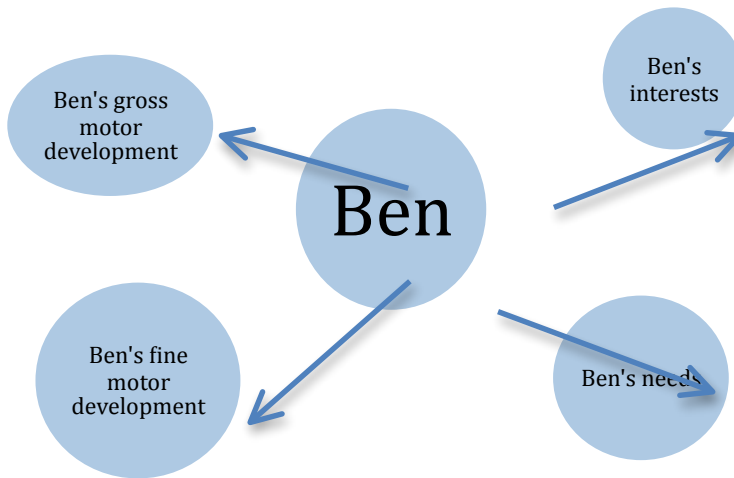 Ben's gross
motor
development
Ben's
interests
Ben
Ben's fine
motor
development
Ben's needs